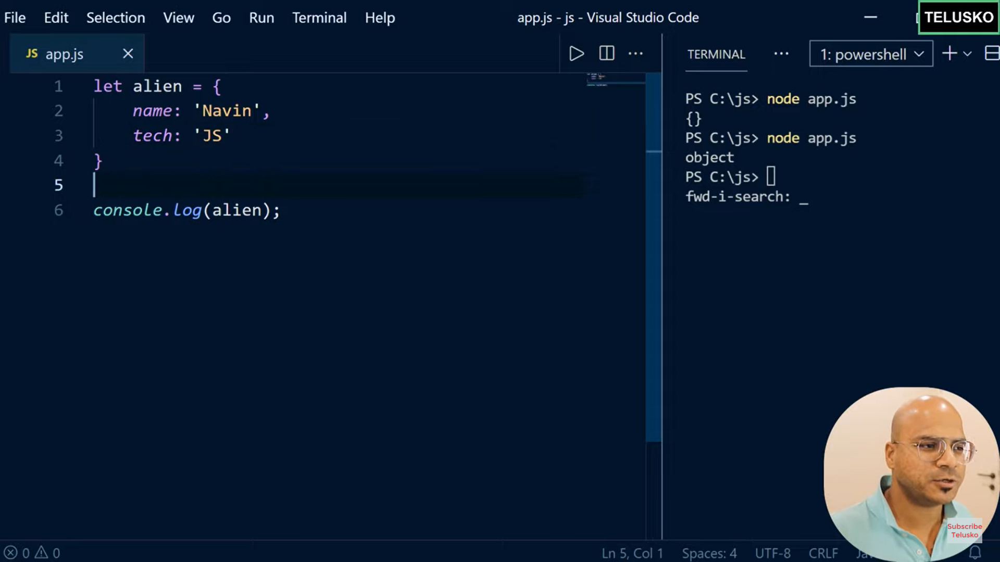 File Edit Selection View Go Run Terminal Help
app.js - js - Visual Studio Code
TELUSKO
JS app.js
1 let alien = {
2 name: 'Navin',
3 tech: 'JS'
4 }
5
6 console.log(alien);
TERMINAL ··· 1: powershell
PS C:\js> node app.js
{}
PS C:\js> node app.js
object
PS C:\js>
fwd-i-search: _
Subscribe
Telusko
0 0
Ln 5, Col 1 Spaces: 4 UTF-8 CRLF